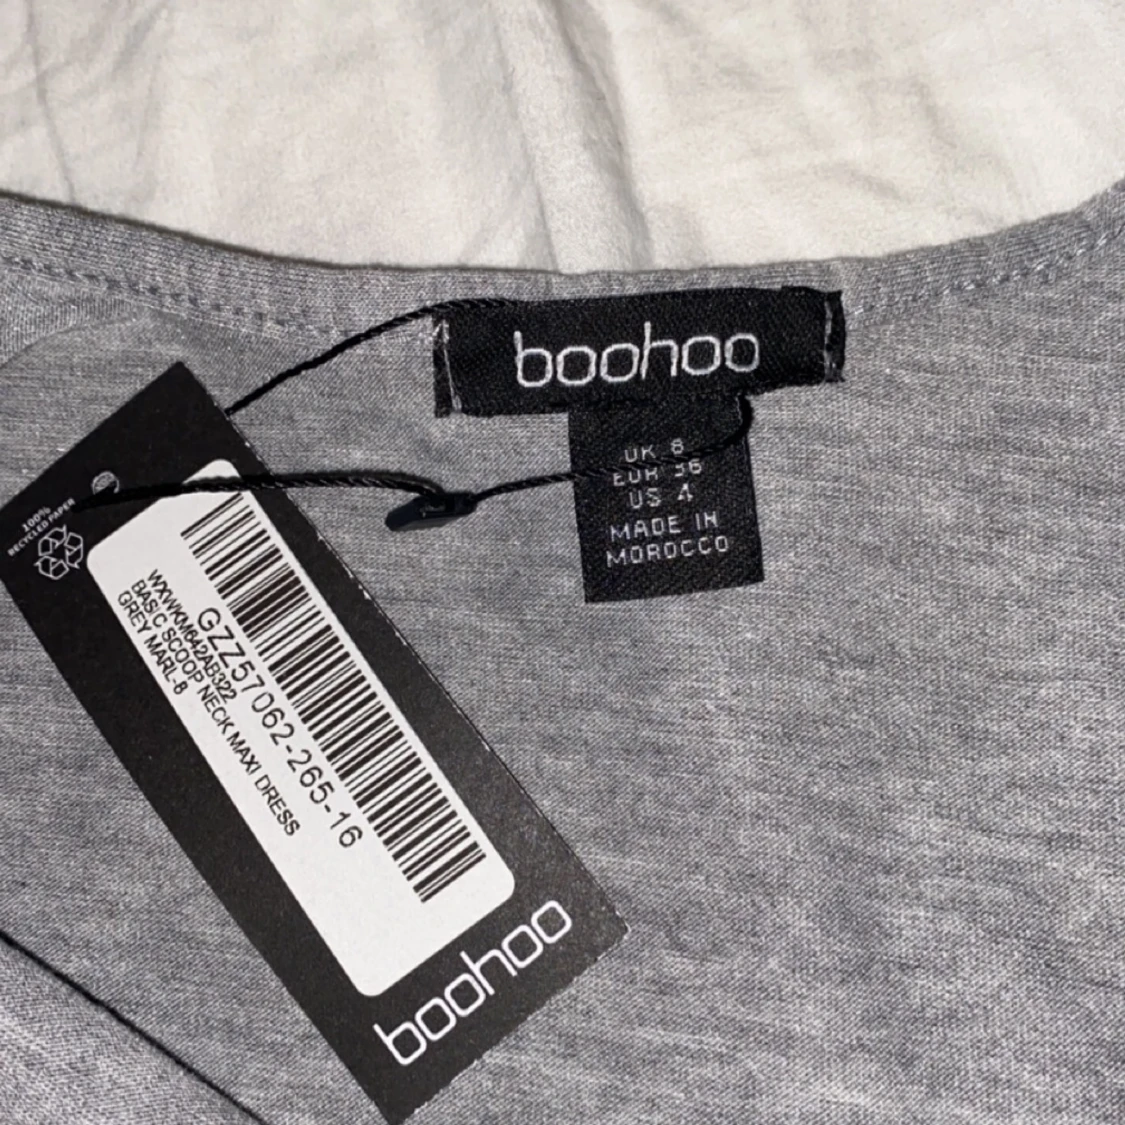 boohoo
UK 8
EUR 36
US 4
MADE IN
MOROCCO
100%
RECYCLED PAPER
GZZ57062-265-16
WXWKM642AB322
BASIC SCOOP NECK MAXI DRESS
GREY MARL-8
boohoo